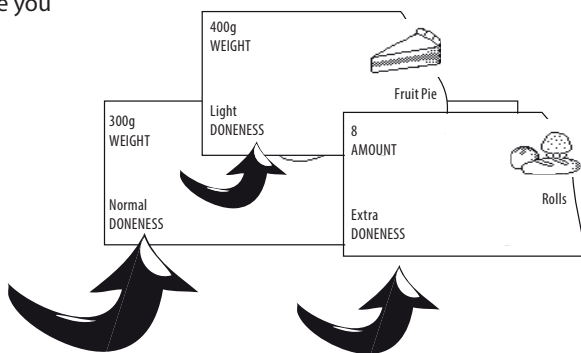 e you
400g
WEIGHT
Fruit Pie
Light
DONENESS
300g
WEIGHT
Normal
DONENESS
8
AMOUNT
Rolls
Extra
DONENESS